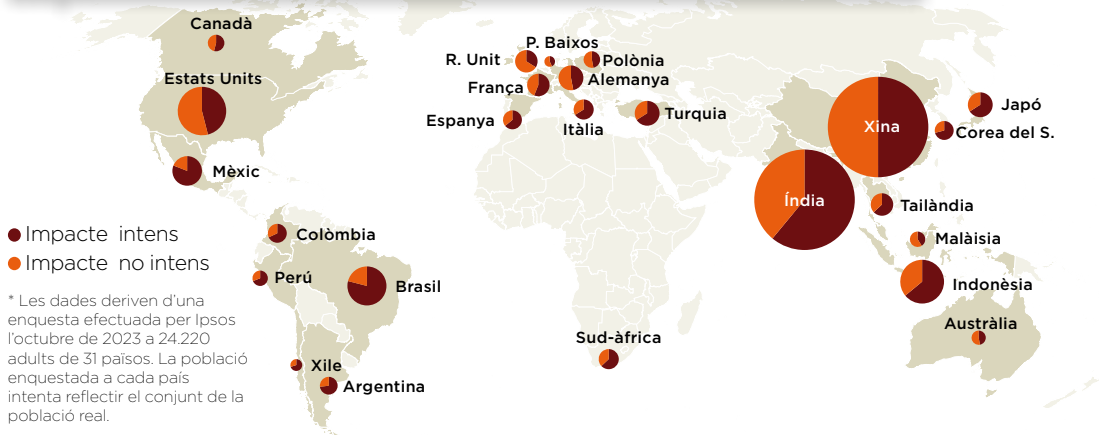 Canadà
Estats Units
Mèxic
Colòmbia
Perú
Brasil
Xile
Argentina
P. Baixos
R. Unit
Polònia
Alemanya
França
Espanya
Itàlia
Turquia
Sud-àfrica
Xina
Japó
Corea del S.
Índia
Tailàndia
Malàisia
Indonèsia
Austràlia
Impacte intens
Impacte no intens
* Les dades deriven d’una
enquesta efectuada per Ipsos
l’octubre de 2023 a 24.220
adults de 31 països. La població
enquestada a cada país
intenta reflectir el conjunt de la
població real.